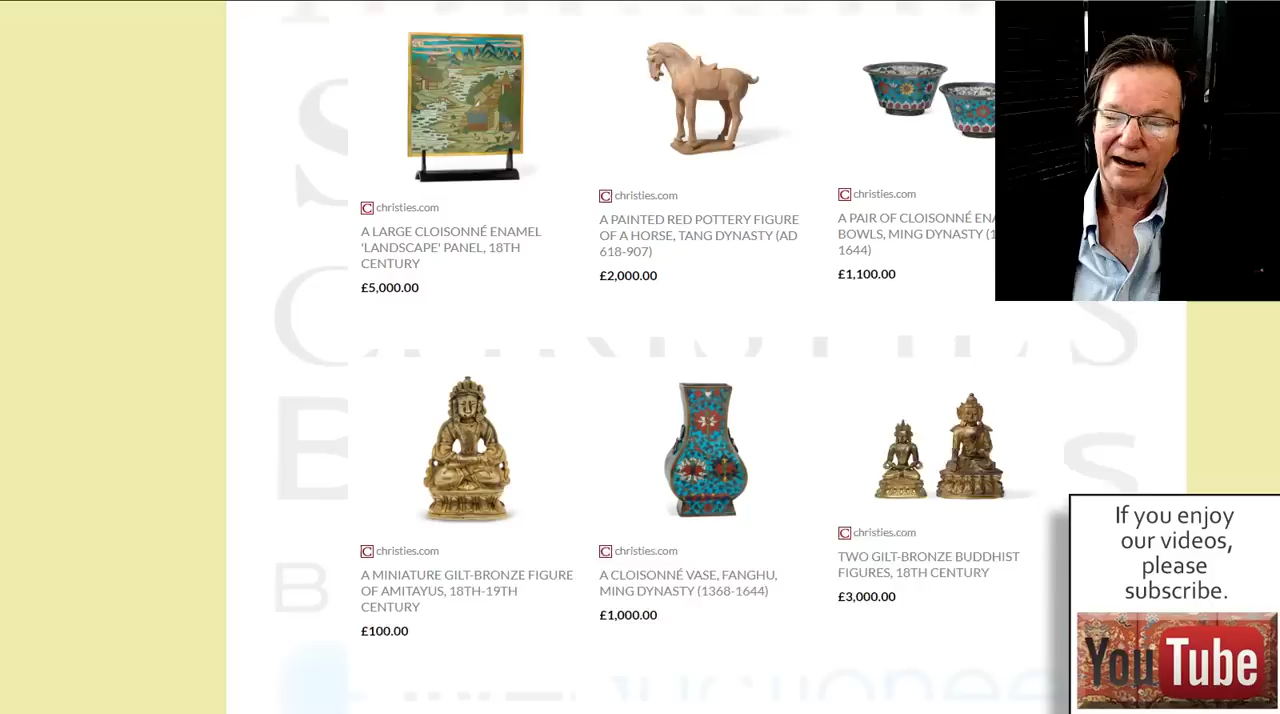 christies.com
A LARGE CLOISONNÉ ENAMEL
'LANDSCAPE' PANEL, 18TH
CENTURY
£5,000.00
christies.com
A PAINTED RED POTTERY FIGURE
OF A HORSE, TANG DYNASTY (AD
618-907)
£2,000.00
christies.com
A PAIR OF CLOISONNÉ
BOWLS, MING DYNASTY
1644)
£1,100.00
christies.com
A MINIATURE GILT-BRONZE FIGURE
OF AMITAYUS, 18TH-19TH
CENTURY
£100.00
christies.com
A CLOISONNÉ VASE, FANGHU,
MING DYNASTY (1368-1644)
£1,000.00
christies.com
TWO GILT-BRONZE BUDDHIST
FIGURES, 18TH CENTURY
£3,000.00
If you enjoy
our videos,
please
subscribe.
YouTube